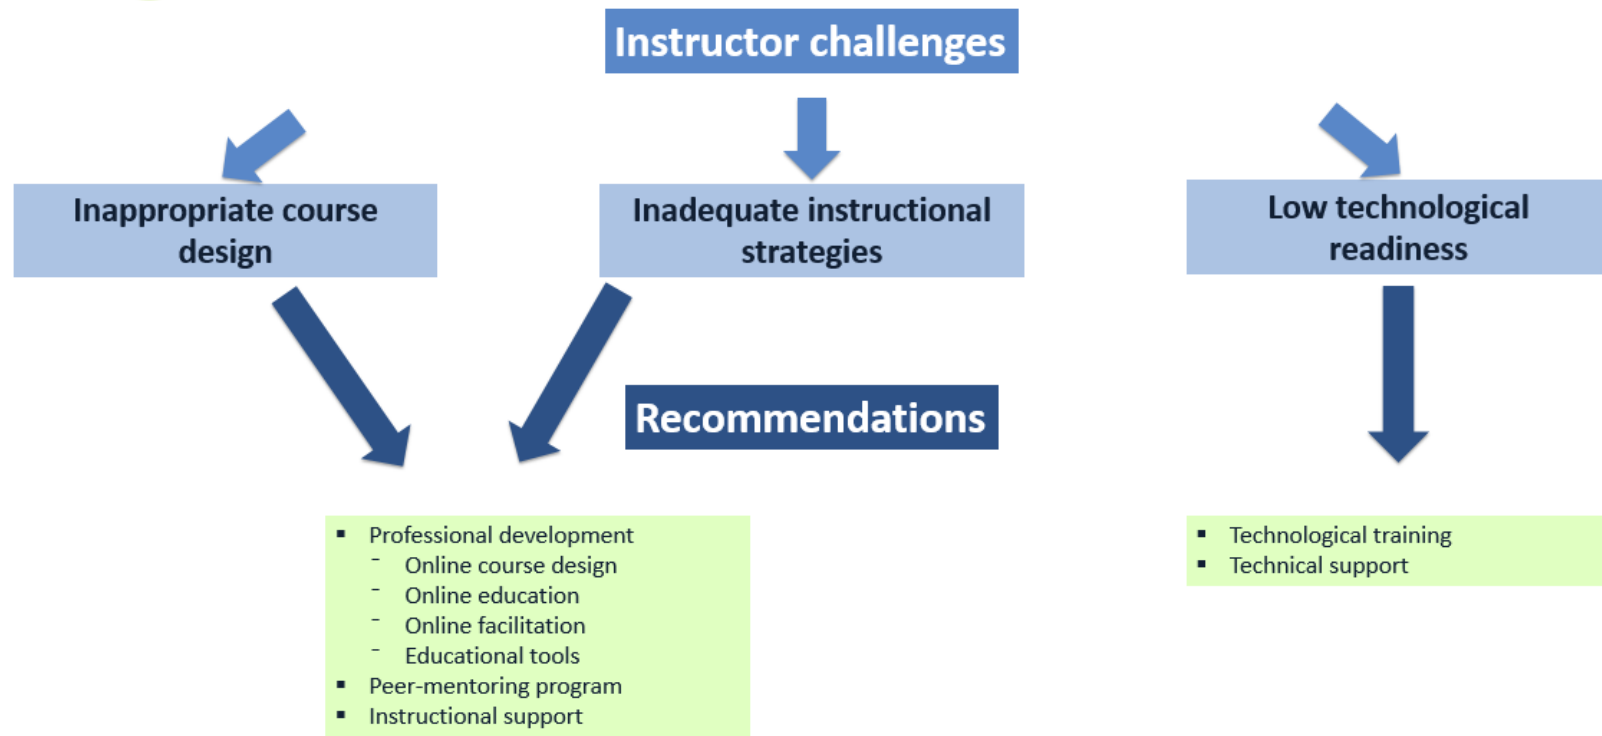 Instructor challenges
Inappropriate course
design
Inadequate instructional
strategies
Low technological
readiness
Recommendations
▪ Professional development
- Online course design
- Online education
- Online facilitation
- Educational tools
▪ Peer-mentoring program
▪ Instructional support
▪ Technological training
▪ Technical support